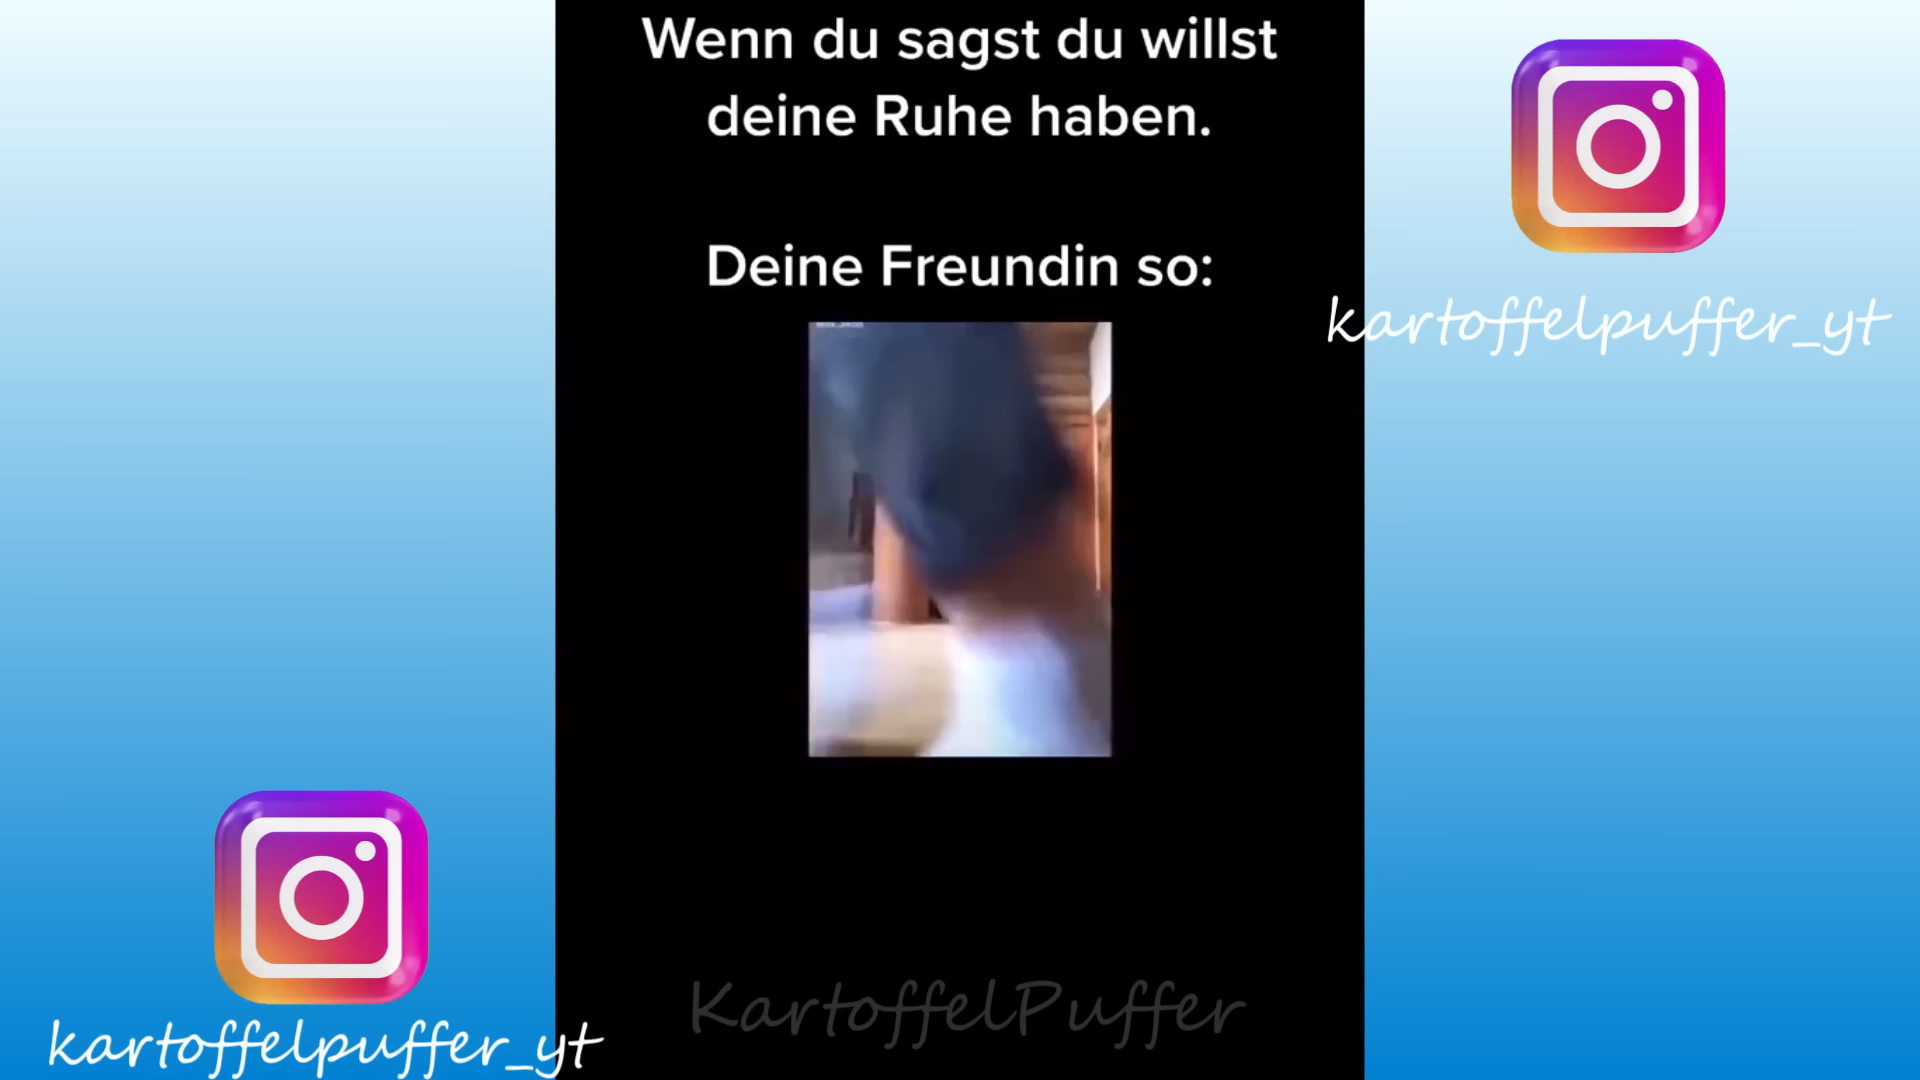 Wenn du sagst du willst
deine Ruhe haben.
Deine Freundin so:
kartoffelpuffer_yt
KartoffelPuffer
kartoffelpuffer_yt